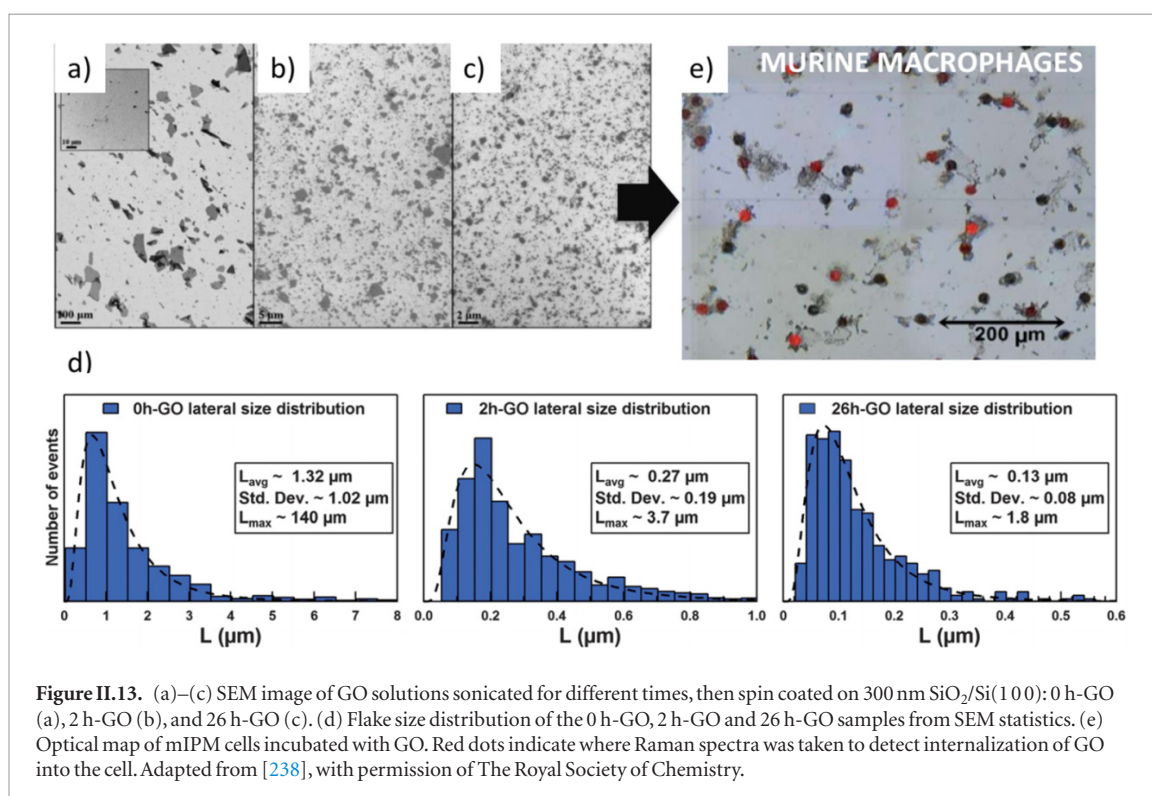 a)
10 μm
100 μm
b)
5 μm
c)
2 μm
e)
MURINE MACROPHAGES
200 μm
d)
Number of events
0h-GO lateral size distribution
Lavg ~ 1.32 μm
Std. Dev. ~ 1.02 μm
Lmax ~ 140 μm
0 1 2 3 4 5 6 7 8
L (μm)
2h-GO lateral size distribution
Lavg ~ 0.27 μm
Std. Dev. ~ 0.19 μm
Lmax ~ 3.7 μm
0.0 0.2 0.4 0.6 0.8 1.0
L (μm)
26h-GO lateral size distribution
Lavg ~ 0.13 μm
Std. Dev. ~ 0.08 μm
Lmax ~ 1.8 μm
0 0.1 0.2 0.3 0.4 0.5 0.6
L (μm)
Figure II.13. (a)–(c) SEM image of GO solutions sonicated for different times, then spin coated on 300 nm SiO2/Si(1 0 0): 0 h-GO
(a), 2 h-GO (b), and 26 h-GO (c). (d) Flake size distribution of the 0 h-GO, 2 h-GO and 26 h-GO samples from SEM statistics. (e)
Optical map of mIPM cells incubated with GO. Red dots indicate where Raman spectra was taken to detect internalization of GO
into the cell. Adapted from [238], with permission of The Royal Society of Chemistry.